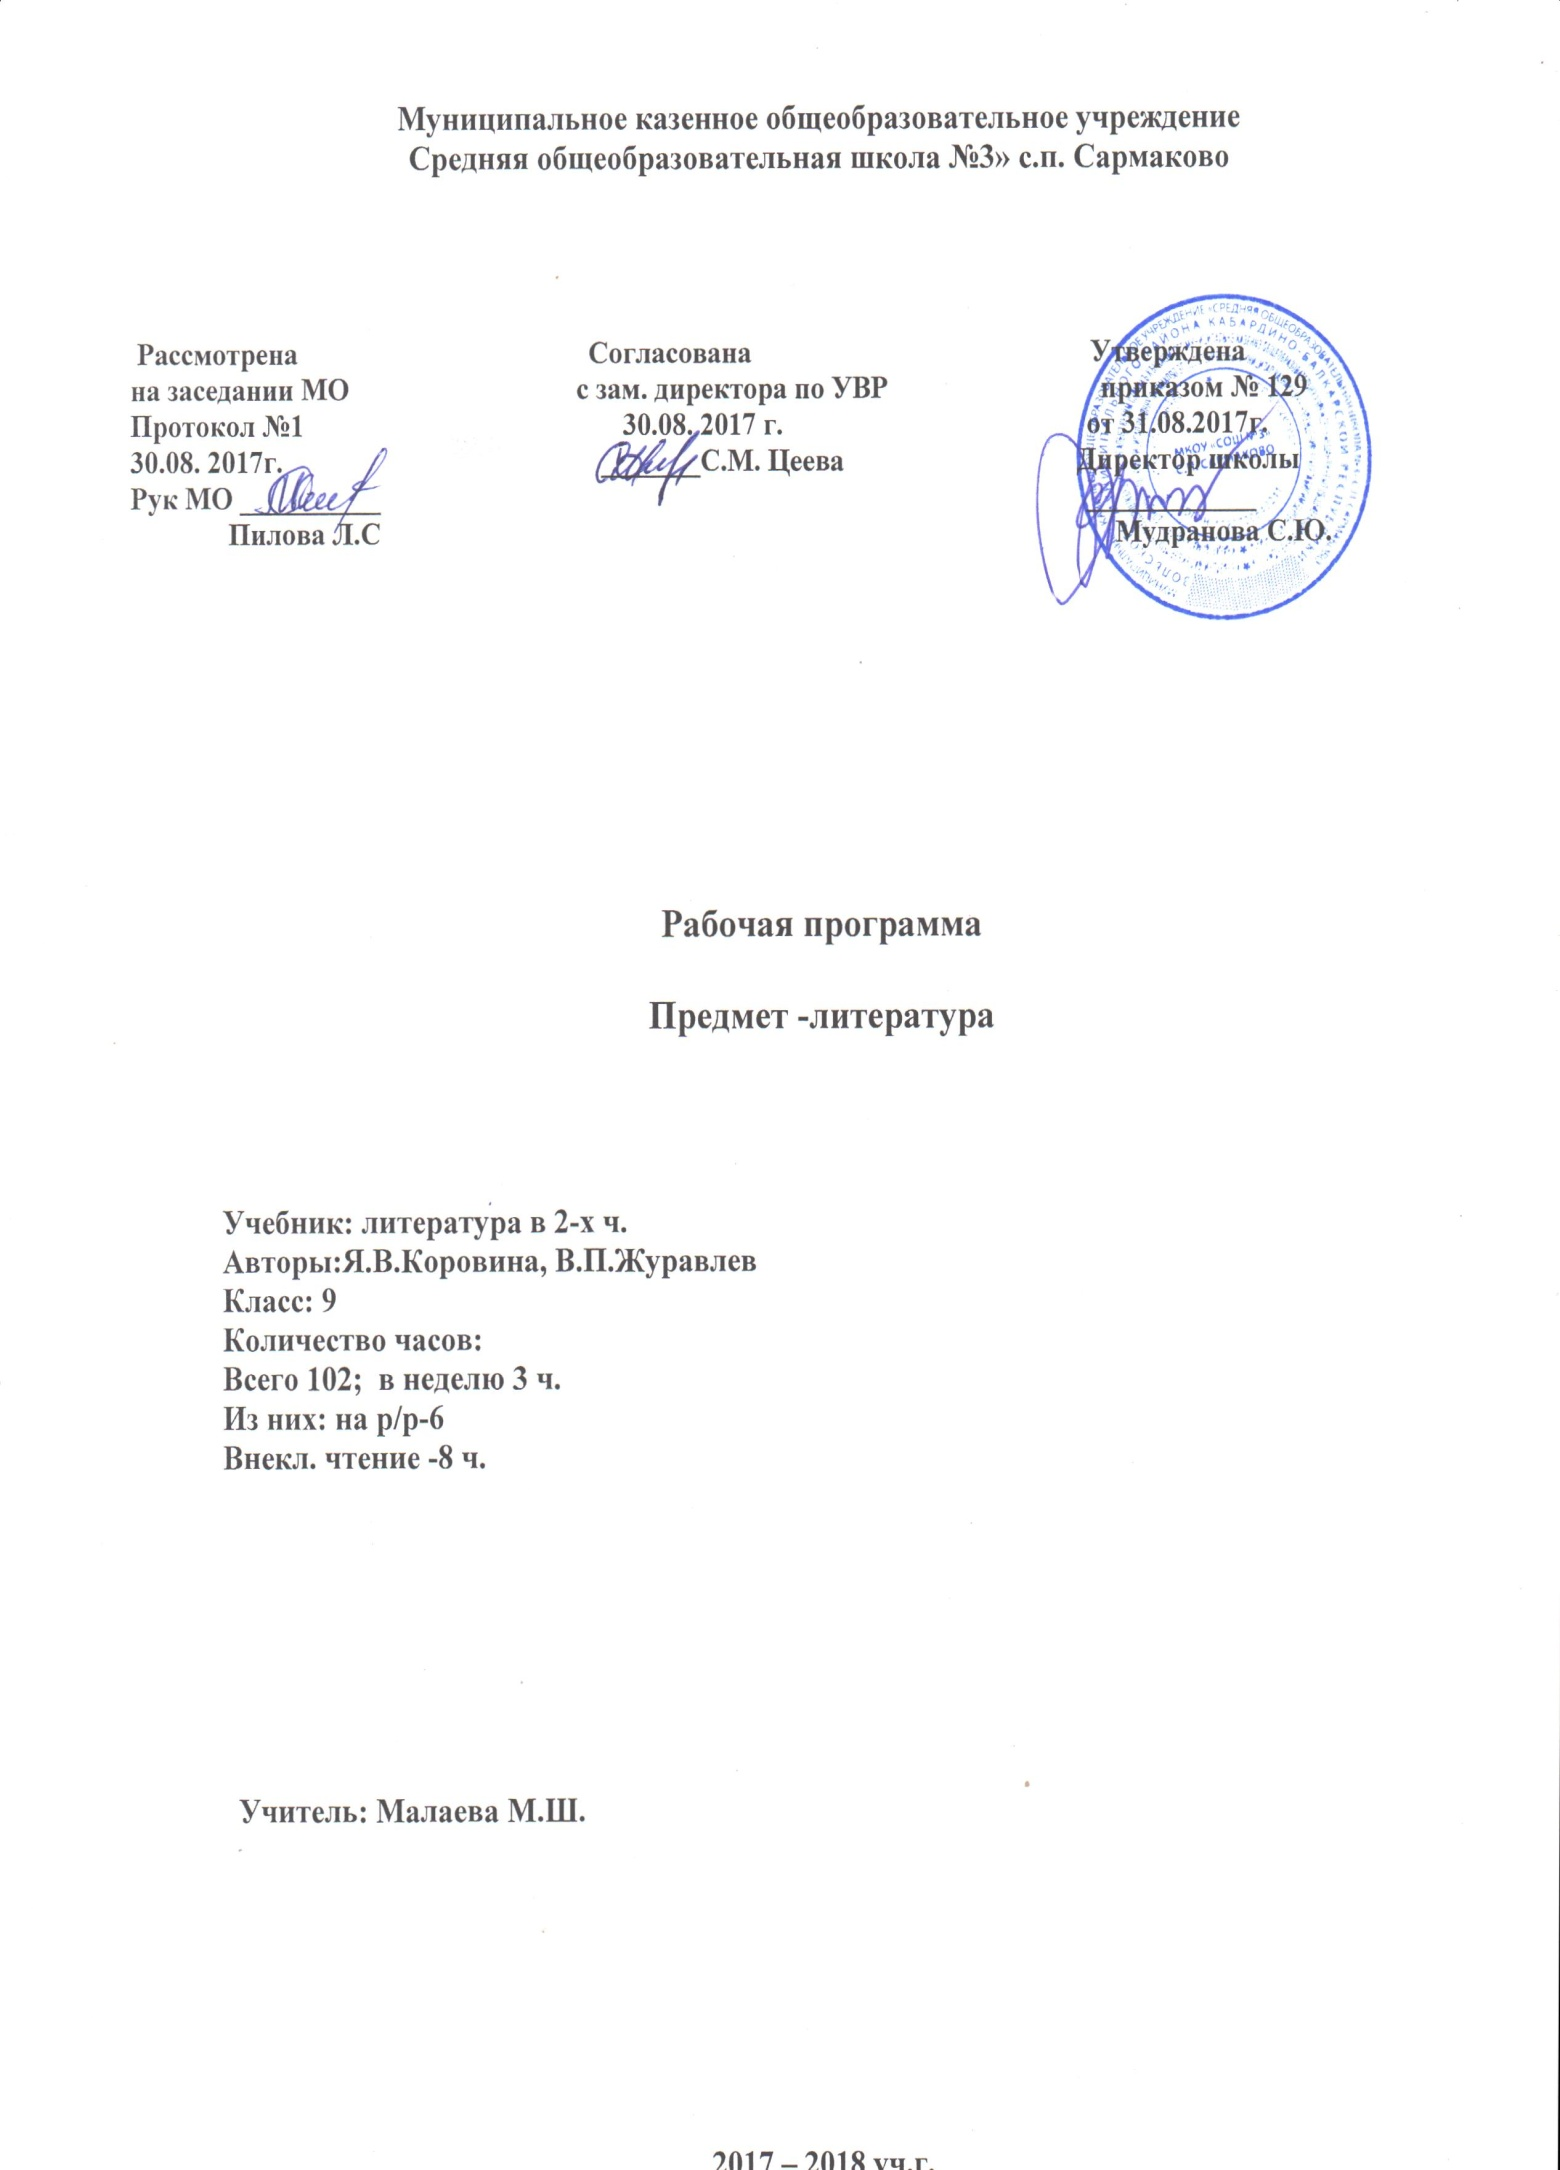 Муниципальное казенное общеобразовательное учреждение
Средняя общеобразовательная школа №3» с.п. Сармаково
Рассмотрена
на заседании МО
Протокол №1
30.08. 2017г.
Рук МО
Пилова Л.С
Согласована
с зам. директора по УВР
30.08. 2017 г.
С.М. Цеева
Утверждена
приказом № 129
от 31.08.2017г.
Директор школы
Мудранова С.Ю.
МКОУ «СОШ №3»
Рабочая программа
Предмет -литература
Учебник: литература в 2-х ч.
Авторы:Я.В.Коровина, В.П.Журавлев
Класс: 9
Количество часов:
Всего 102; в неделю 3 ч.
Из них: на р/р-6
Внекл. чтение -8 ч.
Учитель: Малаева М.Ш.
2017 – 2018 уч.г.